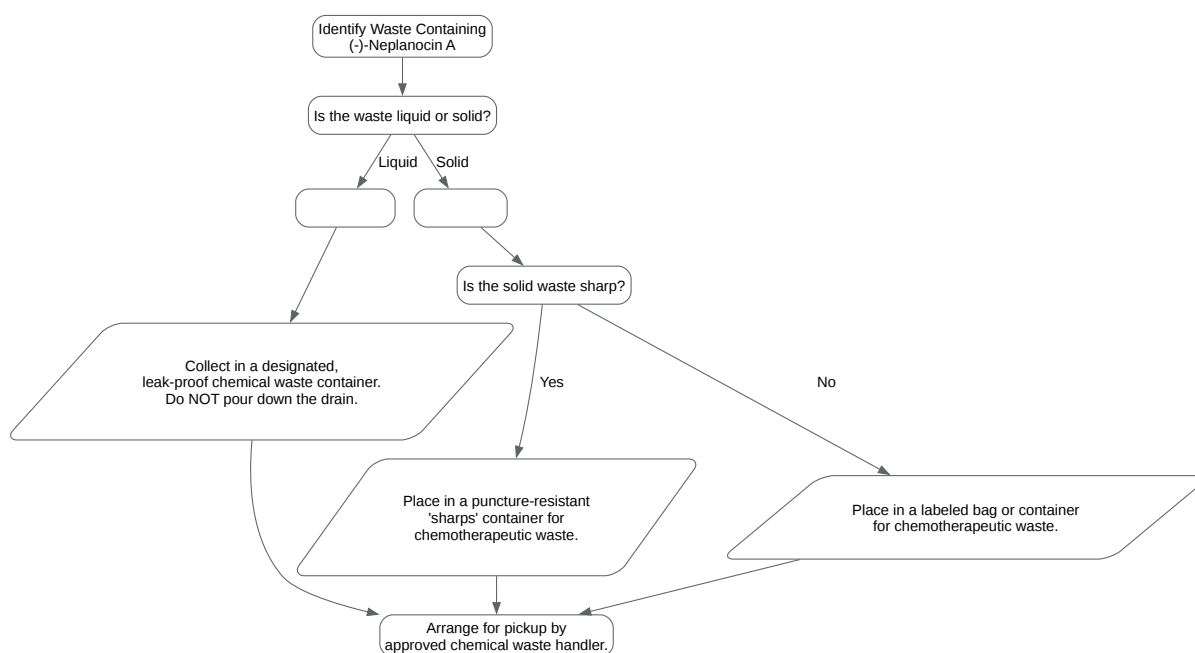 Identify Waste Containing
(-)-Neplanocin A
Is the waste liquid or solid?
Liquid
Solid
Is the solid waste sharp?
Collect in a designated,
leak-proof chemical waste container.
Do NOT pour down the drain.
Yes
No
Place in a puncture-resistant
'sharps' container for
chemotherapeutic waste.
Place in a labeled bag or container
for chemotherapeutic waste.
Arrange for pickup by
approved chemical waste handler.